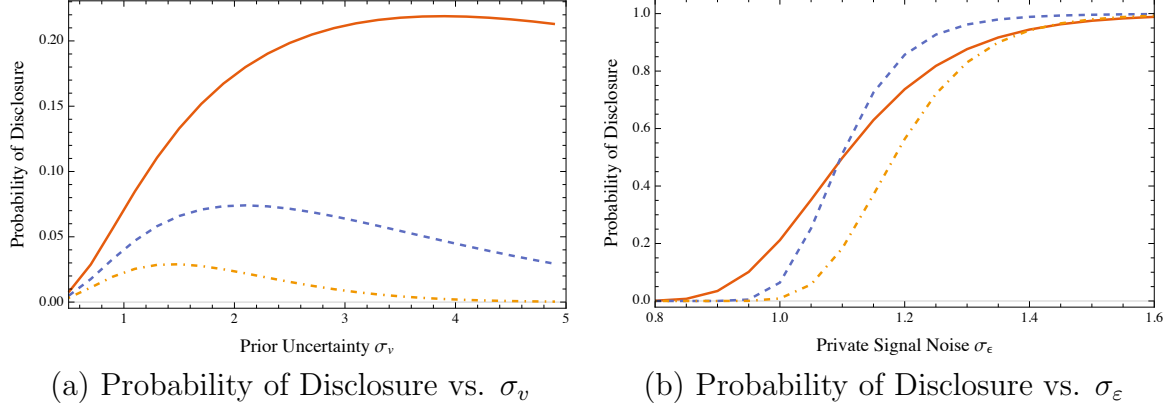 0.20
0.15
0.10
0.05
0.00
Probability of Disclosure
1 2 3 4 5
Prior Uncertainty σᵥ
(a) Probability of Disclosure vs. σᵥ
1.0
0.8
0.6
0.4
0.2
0.0
Probability of Disclosure
0.8 1.0 1.2 1.4 1.6
Private Signal Noise σ_ϵ
(b) Probability of Disclosure vs. σ_ε